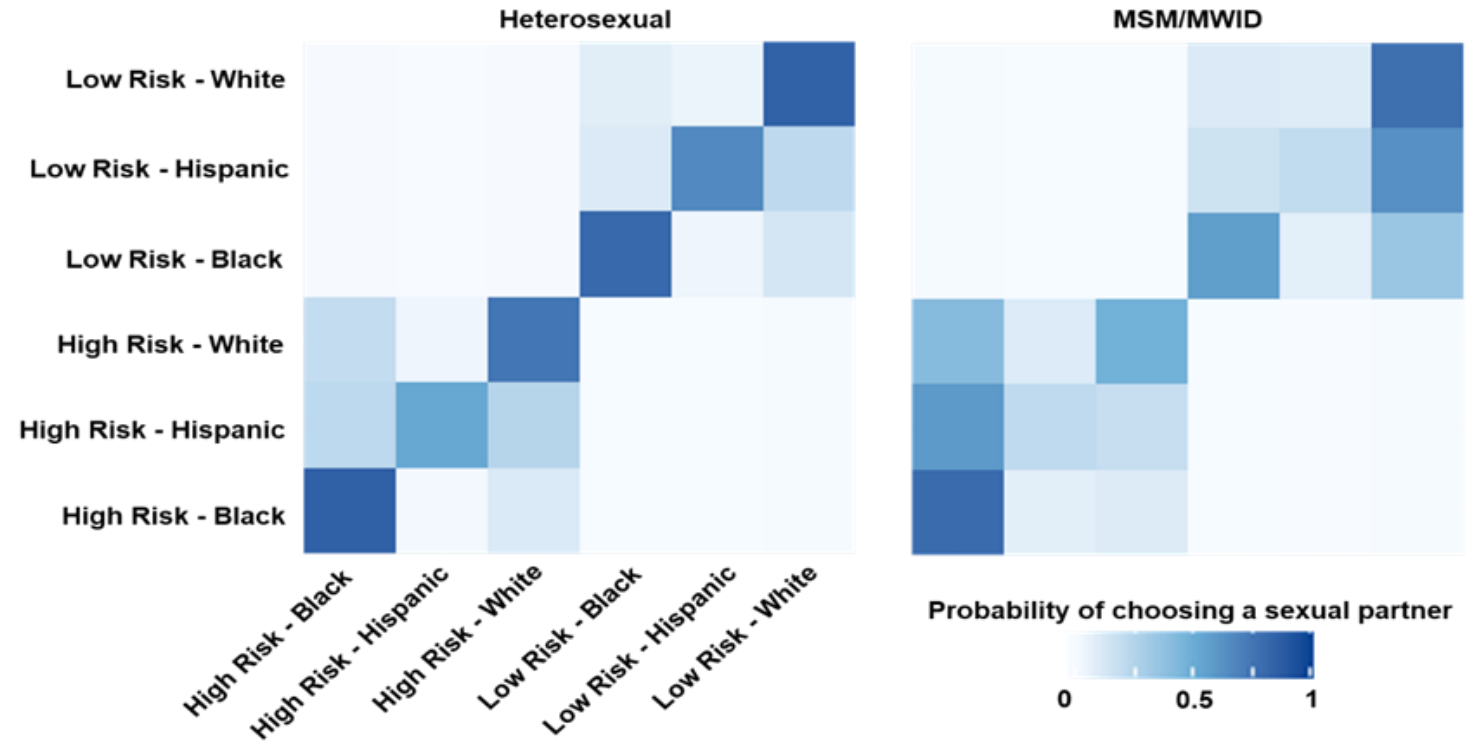 Heterosexual
MSM/MWID
Low Risk - White
Low Risk - Hispanic
Low Risk - Black
High Risk - White
High Risk - Hispanic
High Risk - Black
High Risk - Black
High Risk - Hispanic
High Risk - White
Low Risk - Black
Low Risk - Hispanic
Low Risk - White
Probability of choosing a sexual partner
0
0.5
1